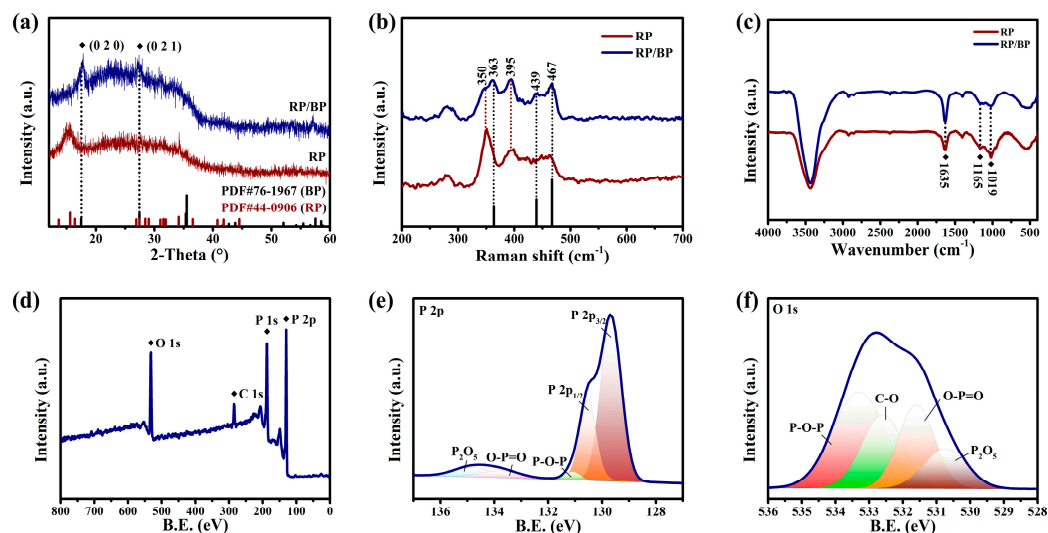 (a)
◆ (0 2 0)
◆ (0 2 1)
RP/BP
RP
PDF#76-1967 (BP)
PDF#44-0906 (RP)
Intensity (a.u.)
20 40 60
2-Theta (°)
(b)
RP
RP/BP
350
363
395
439
467
Intensity (a.u.)
200 300 400 500 600 700
Raman shift (cm⁻¹)
(c)
RP
RP/BP
◆ 1635
◆ 1165
◆ 1019
Intensity (a.u.)
4000 3500 3000 2500 2000 1500 1000 500
Wavenumber (cm⁻¹)
(d)
O 1s
C 1s
P 1s
P 2p
Intensity (a.u.)
800 700 600 500 400 300 200 100 0
B.E. (eV)
(e)
P 2p
P 2p3/2
P 2p1/2
P₂O₅
O-P=O
P-O-P
Intensity (a.u.)
136 134 132 130 128
B.E. (eV)
(f)
O 1s
P-O-P
C-O
O-P=O
P₂O₅
Intensity (a.u.)
536 535 534 533 532 531 530 529 528
B.E. (eV)